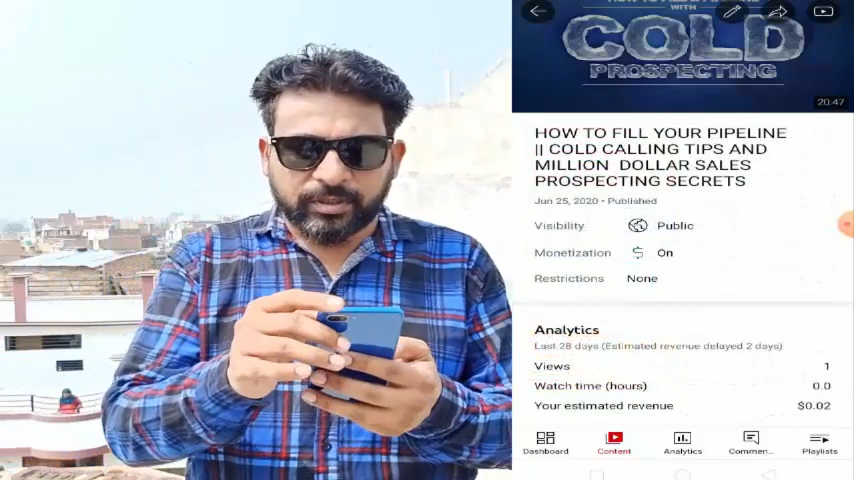 WITH
COLD
PROSPECTING
20:47
HOW TO FILL YOUR PIPELINE
|| COLD CALLING TIPS AND
MILLION DOLLAR SALES
PROSPECTING SECRETS
Jun 25, 2020 • Published
Visibility Public
Monetization On
Restrictions None
Analytics
Last 28 days (Estimated revenue delayed 2 days)
Views 1
Watch time (hours) 0.0
Your estimated revenue $0.02
Dashboard Content Analytics Commen... Playlists